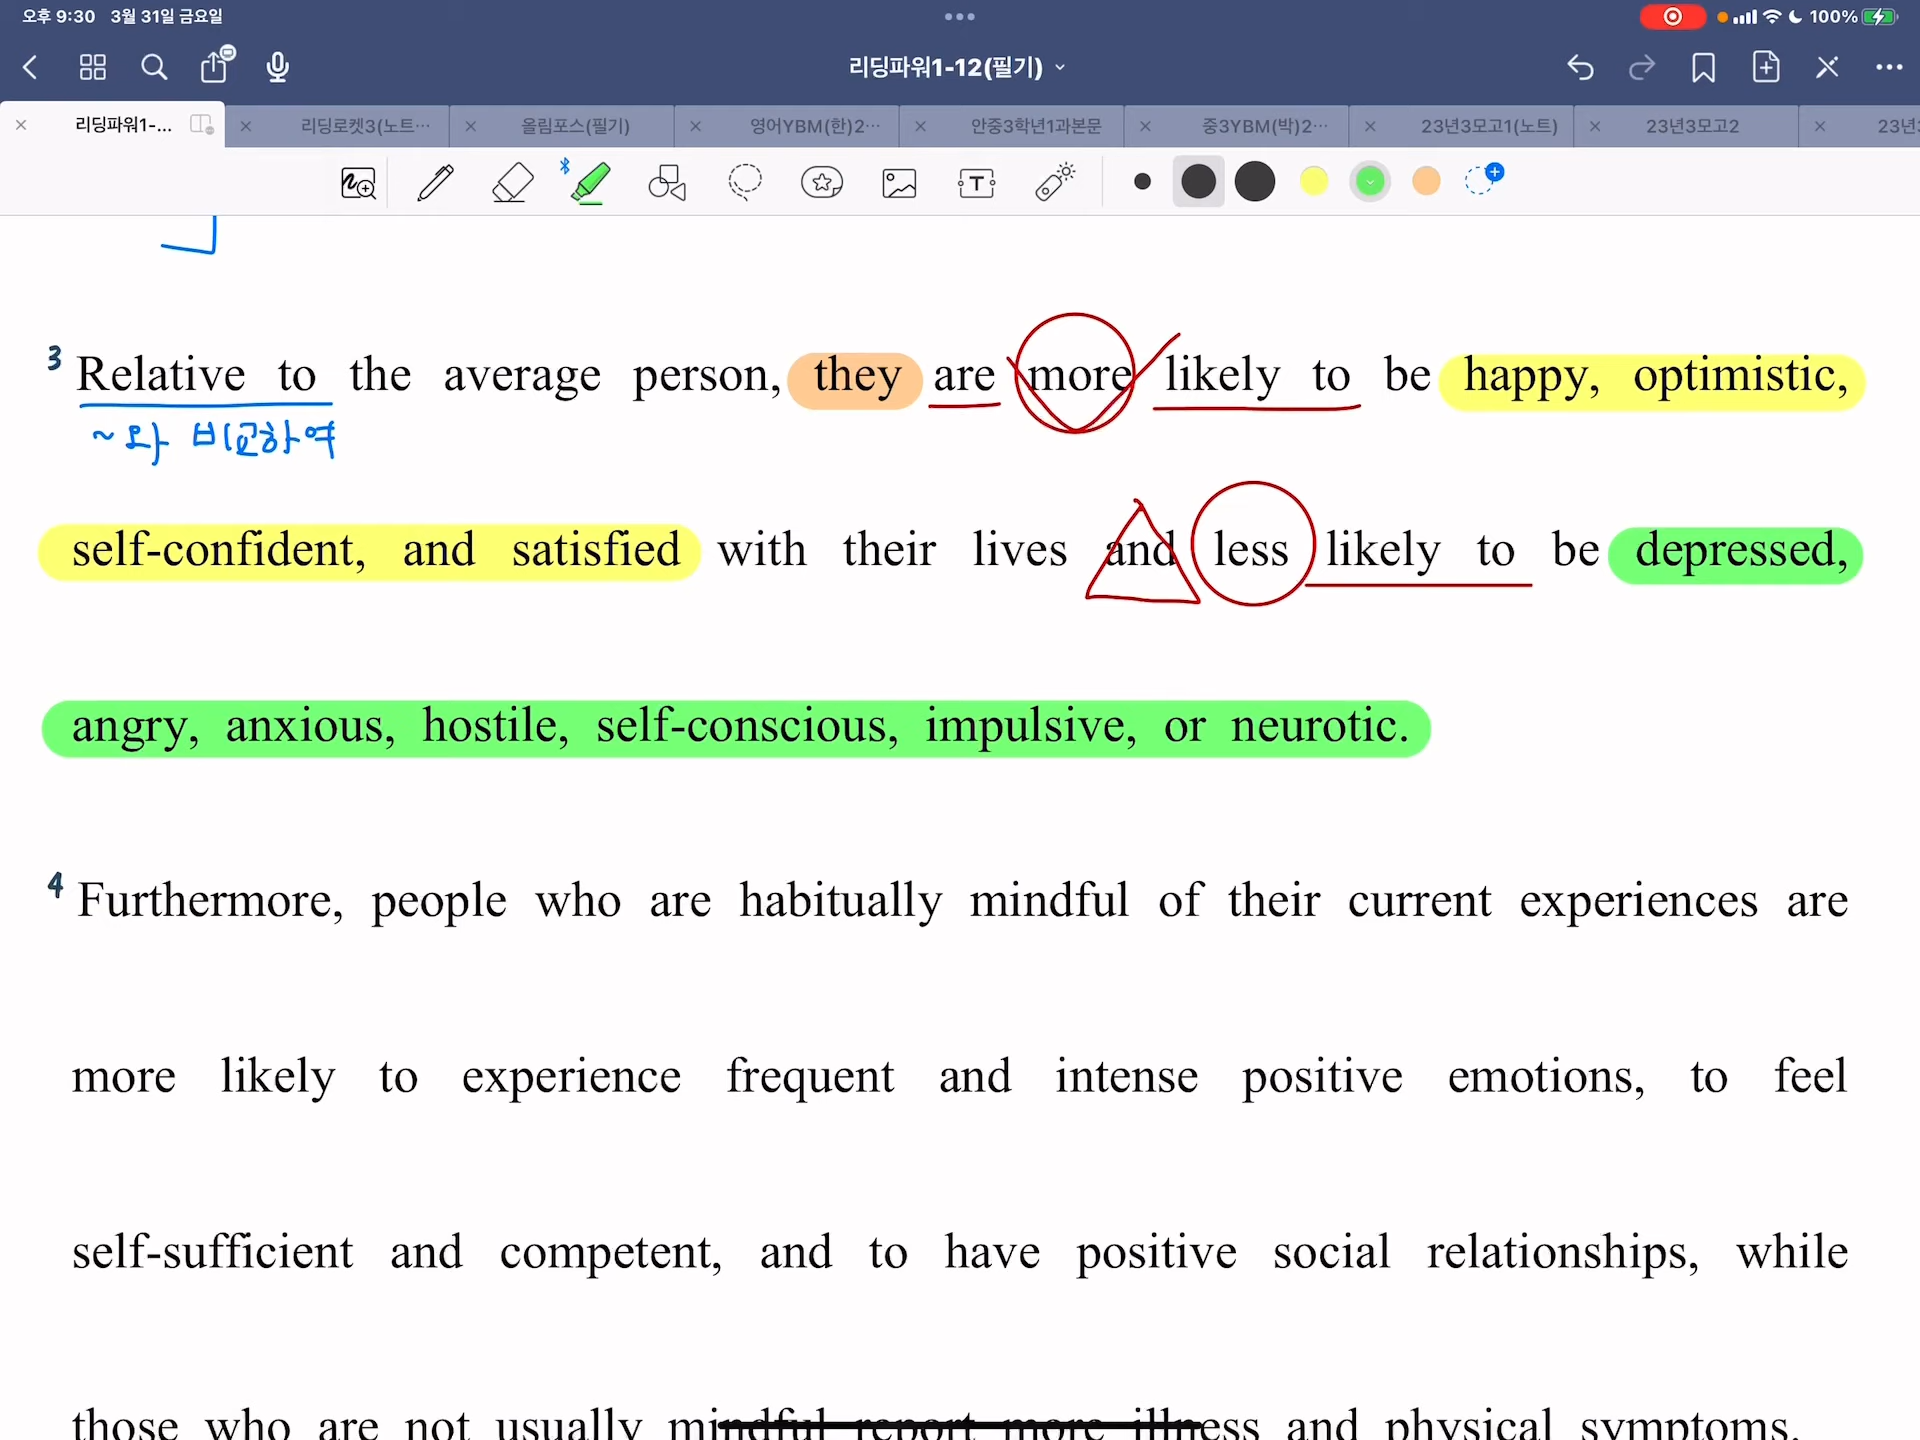 오후 9:30 3월 31일 금요일
100%
리딩파워1-12(필기)
리딩파워1-...
리딩로켓3(노트...
올림포스(필기)
영어YBM(한)2...
안중3학년1과본문
중3YBM(박)2...
23년3모고1(노트)
23년3모고2
23년
3 Relative to the average person, they are more likely to be happy, optimistic,
~와 비교하여
self-confident, and satisfied with their lives and less likely to be depressed,
angry, anxious, hostile, self-conscious, impulsive, or neurotic.
4 Furthermore, people who are habitually mindful of their current experiences are
more likely to experience frequent and intense positive emotions, to feel
self-sufficient and competent, and to have positive social relationships, while
those who are not usually mindful report more illness and physical symptoms.